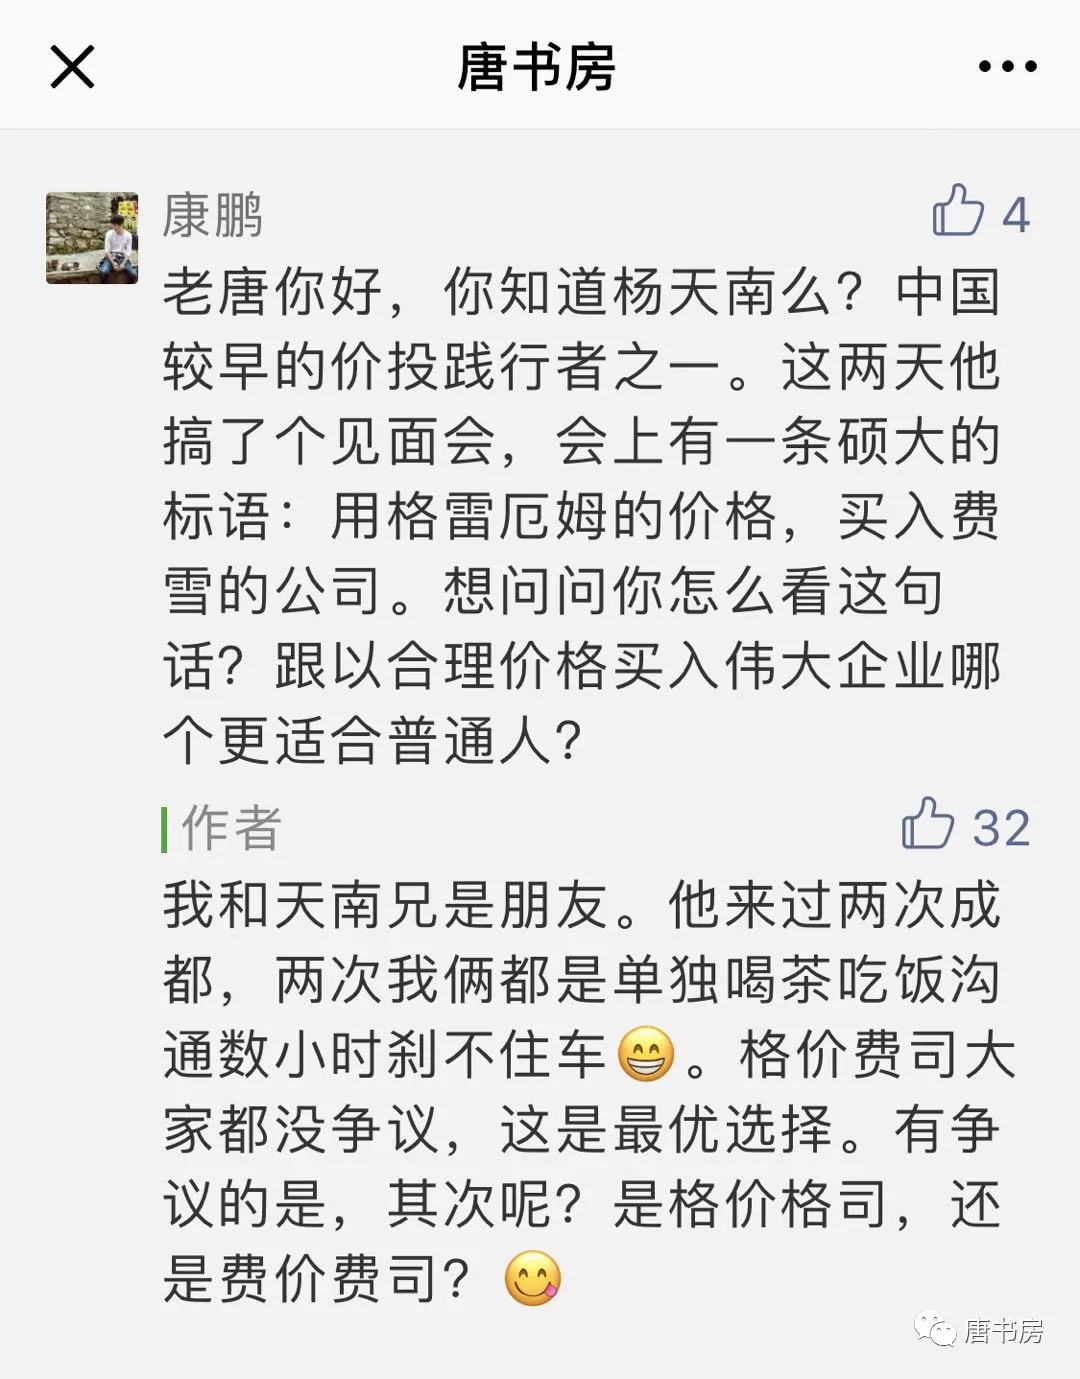 唐书房
康鹏
4
老唐你好，你知道杨天南么？中国
较早的价投践行者之一。这两天他
搞了个见面会，会上有一条硕大的
标语：用格雷厄姆的价格，买入费
雪的公司。想问问你怎么看这句
话？跟以合理价格买入伟大企业哪
个更适合普通人？
作者
32
我和天南兄是朋友。他来过两次成
都，两次我俩都是单独喝茶吃饭沟
通数小时刹不住车😁。格价费司大
家都没争议，这是最优选择。有争
议的是，其次呢？是格价格司，还
是费价费司？😋
唐书房